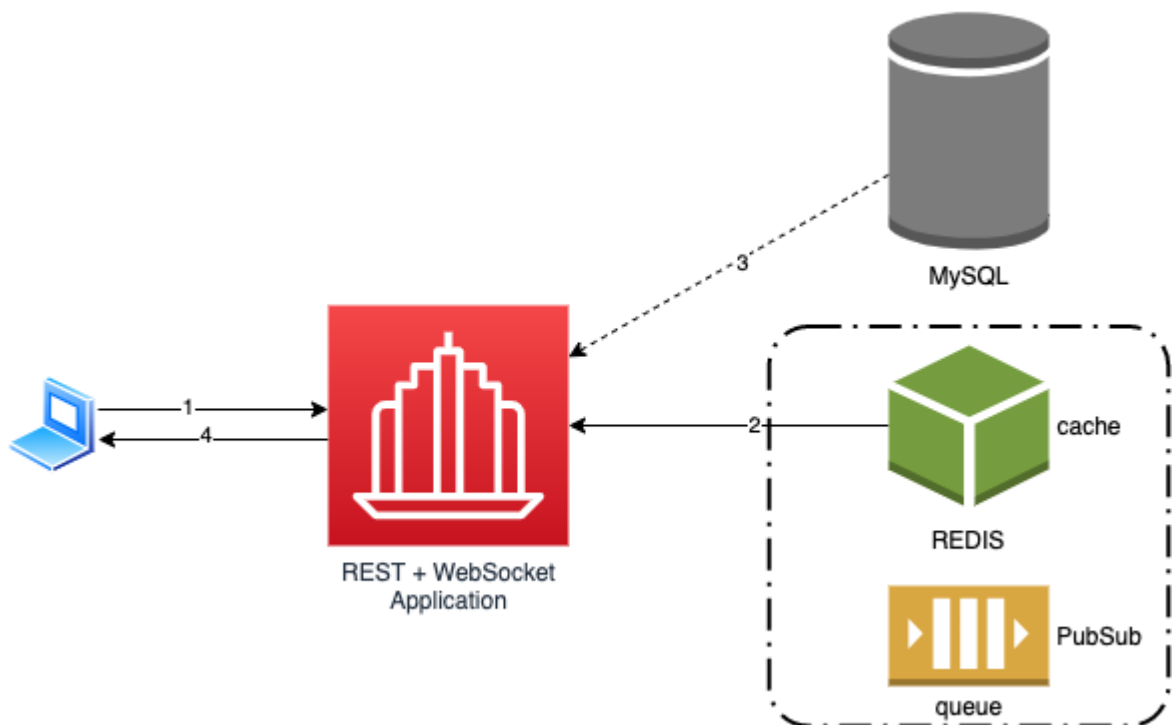 MySQL
3
1
4
2
cache
REDIS
REST + WebSocket
Application
PubSub
queue